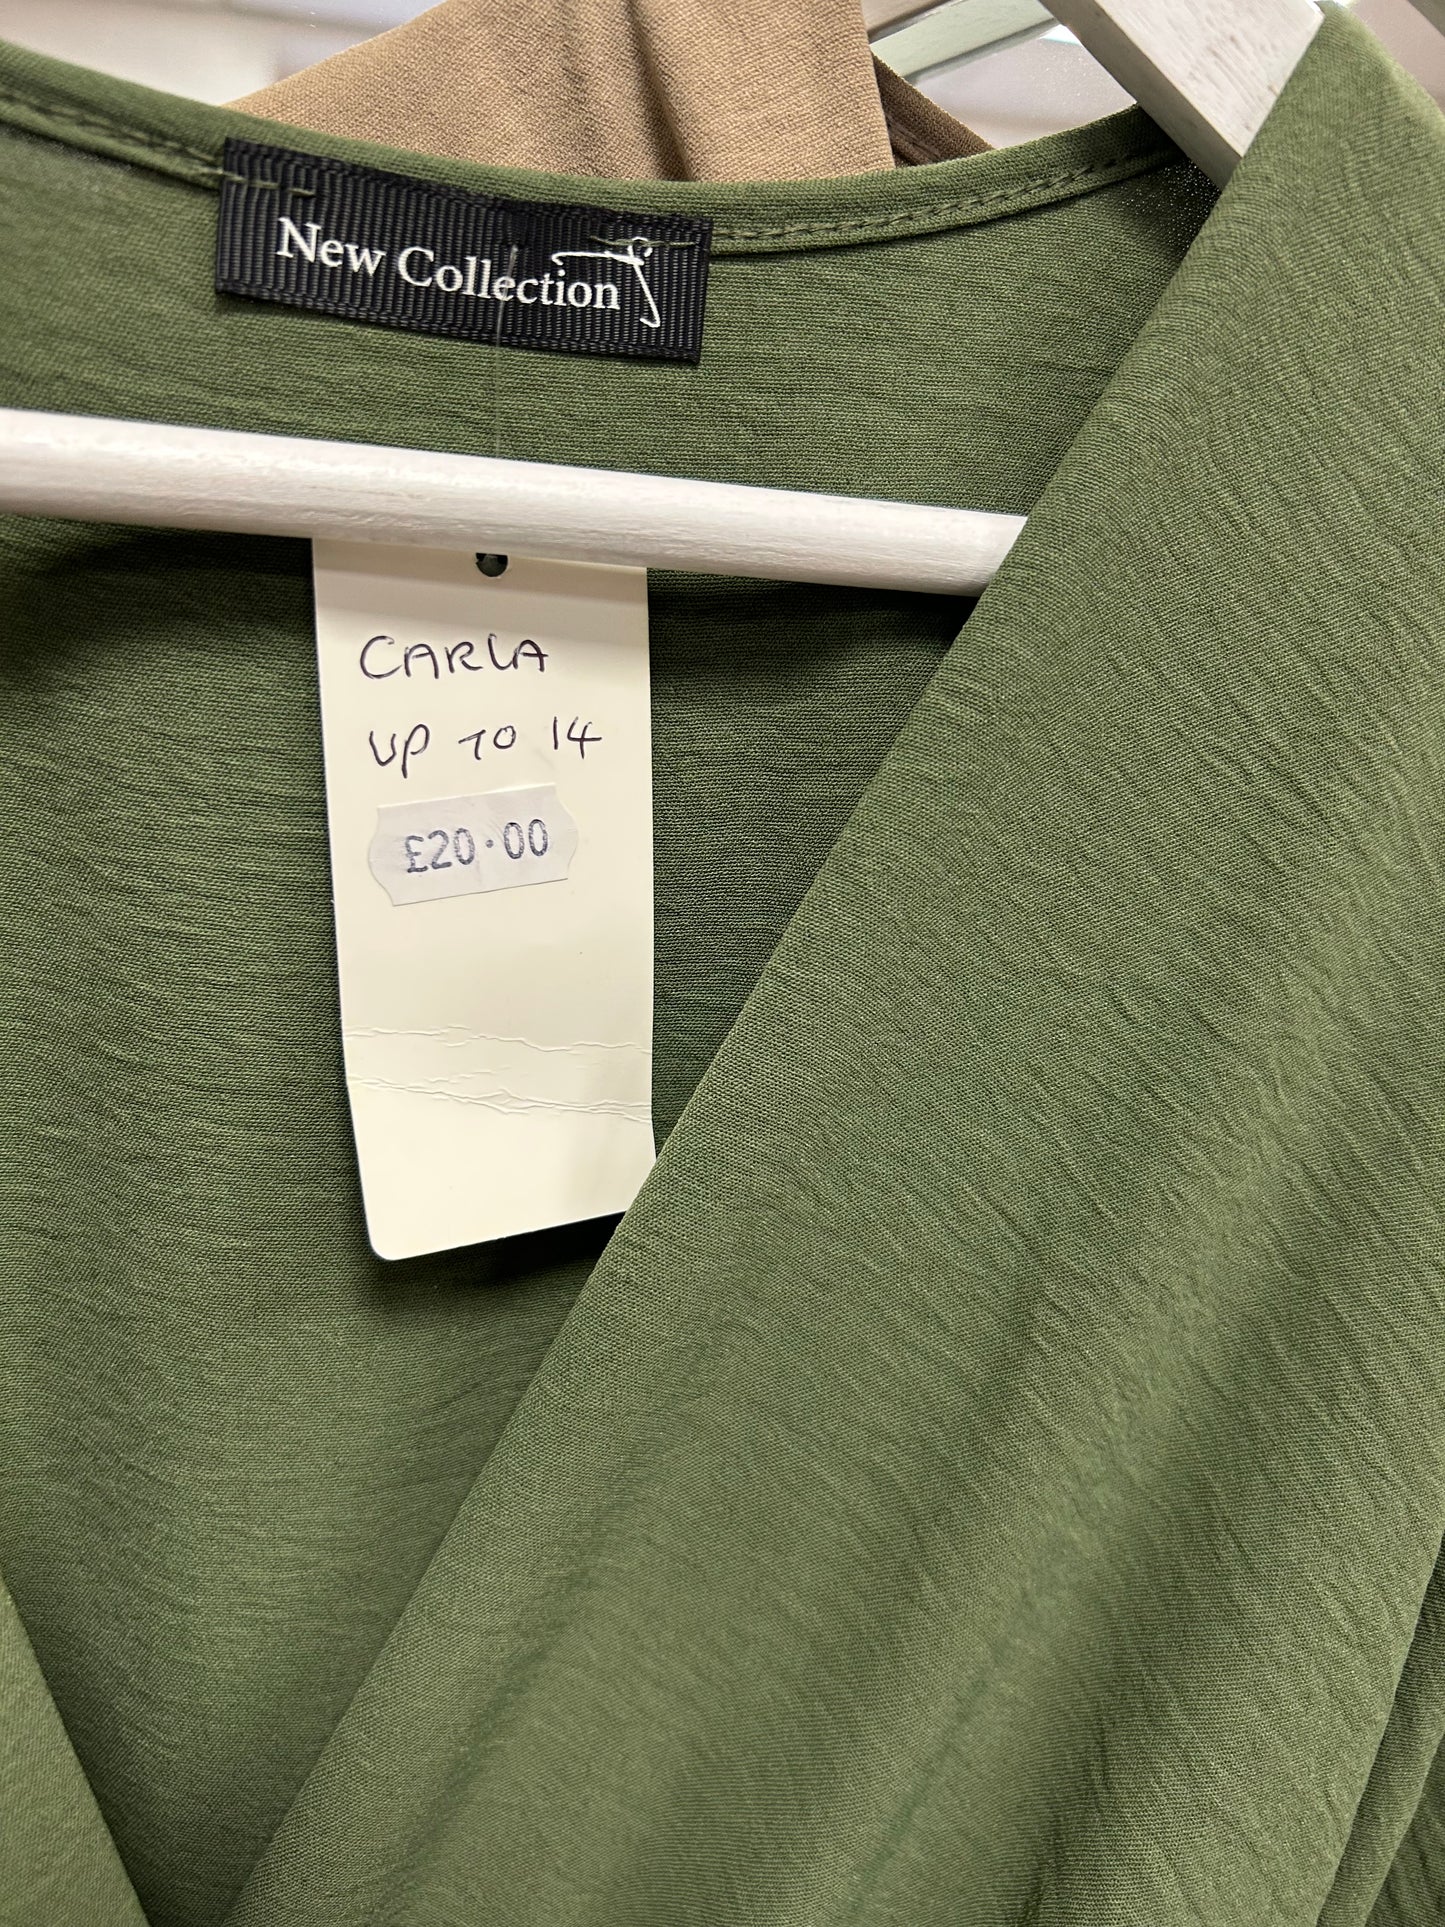 New Collection
CARLA
UP TO 14
£20.00